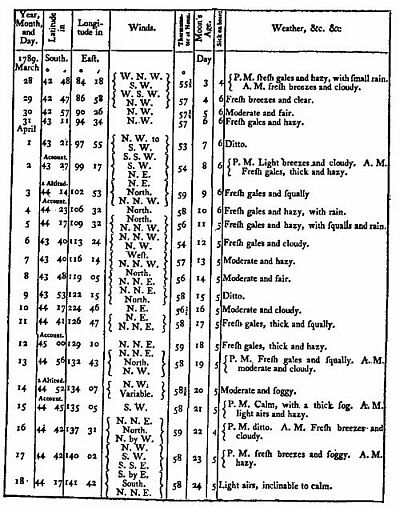 Year, Month, and Day. Latitude in Longitude in Winds. Thermometer at Noon. Moon's Age. Sick on board Weather, &c. &c
1789. March South. East. Day
28 42 48 84 18 W. N. W. S. W. 55½ 3 4 P. M. fresh gales and hazy, with small rain. A. M. fresh breezes and cloudy.
29 42 47 86 58 S. W. W. N. W. 57 4 6 Fresh breezes and clear.
30 42 57 90 26 N. W. 57½ 5 6 Moderate and fair.
31 43 11 94 34 57 6 6 Fresh gales and hazy.
April
1 43 21 97 55 N. W. to S. W. 53 7 6 Ditto.
Account.
2 43 27 99 17 S. S. W. S. W. N. E. 54 8 6 P. M. Light breezes and cloudy. A. M. Fresh gales, thick and hazy.
2 Altitud.
3 44 14 102 53 N. E. North. 59 9 6 Fresh gales and squally
Account.
4 44 23 106 32 N. N. W. North. 58 10 6 Fresh gales and hazy, with rain.
5 44 17 109 32 N. N. W. 56 11 5 Fresh gales and hazy, with squalls and rain.
6 43 40 113 24 N. W. 54 12 5 Fresh gales and cloudy.
7 43 40 116 14 West. N. W. 57 13 5 Moderate and hazy.
8 43 48 119 05 North. N. N. E. 56 14 5 Moderate and fair.
9 43 53 122 15 N. N. E. North. 58 15 5 Ditto.
10 44 17 224 46 N. E. 56½ 16 5 Moderate and cloudy.
11 44 41 126 47 N. N. E. 58 17 5 Fresh gales, thick and squally.
Account.
12 45 00 129 10 N. N. E. 59 18 5 Fresh gales, thick and hazy.
13 44 56 132 43 N. N. E. North. N. W. 58 19 5 P. M. Fresh gales and squally. A. M. moderate and cloudy.
2 Altitud.
14 44 52 134 07 N. W. Variable. 58½ 20 5 Moderate and foggy.
Account.
15 44 45 135 05 S. W. 58 21 5 P. M. Calm, with a thick fog. A. M. light airs and hazy.
16 44 42 137 31 N. N. E. North. N. by W. 59 22 4 P. M. ditto. A. M. Fresh breezes and cloudy.
17 44 42 140 02 N. W. S. W. S. S. E. 58 23 5 P. M. fresh breezes and foggy. A. M. hazy.
18. 44 17 141 42 S. by E. South. N. N. E. 58 24 5 Light airs, inclinable to calm.